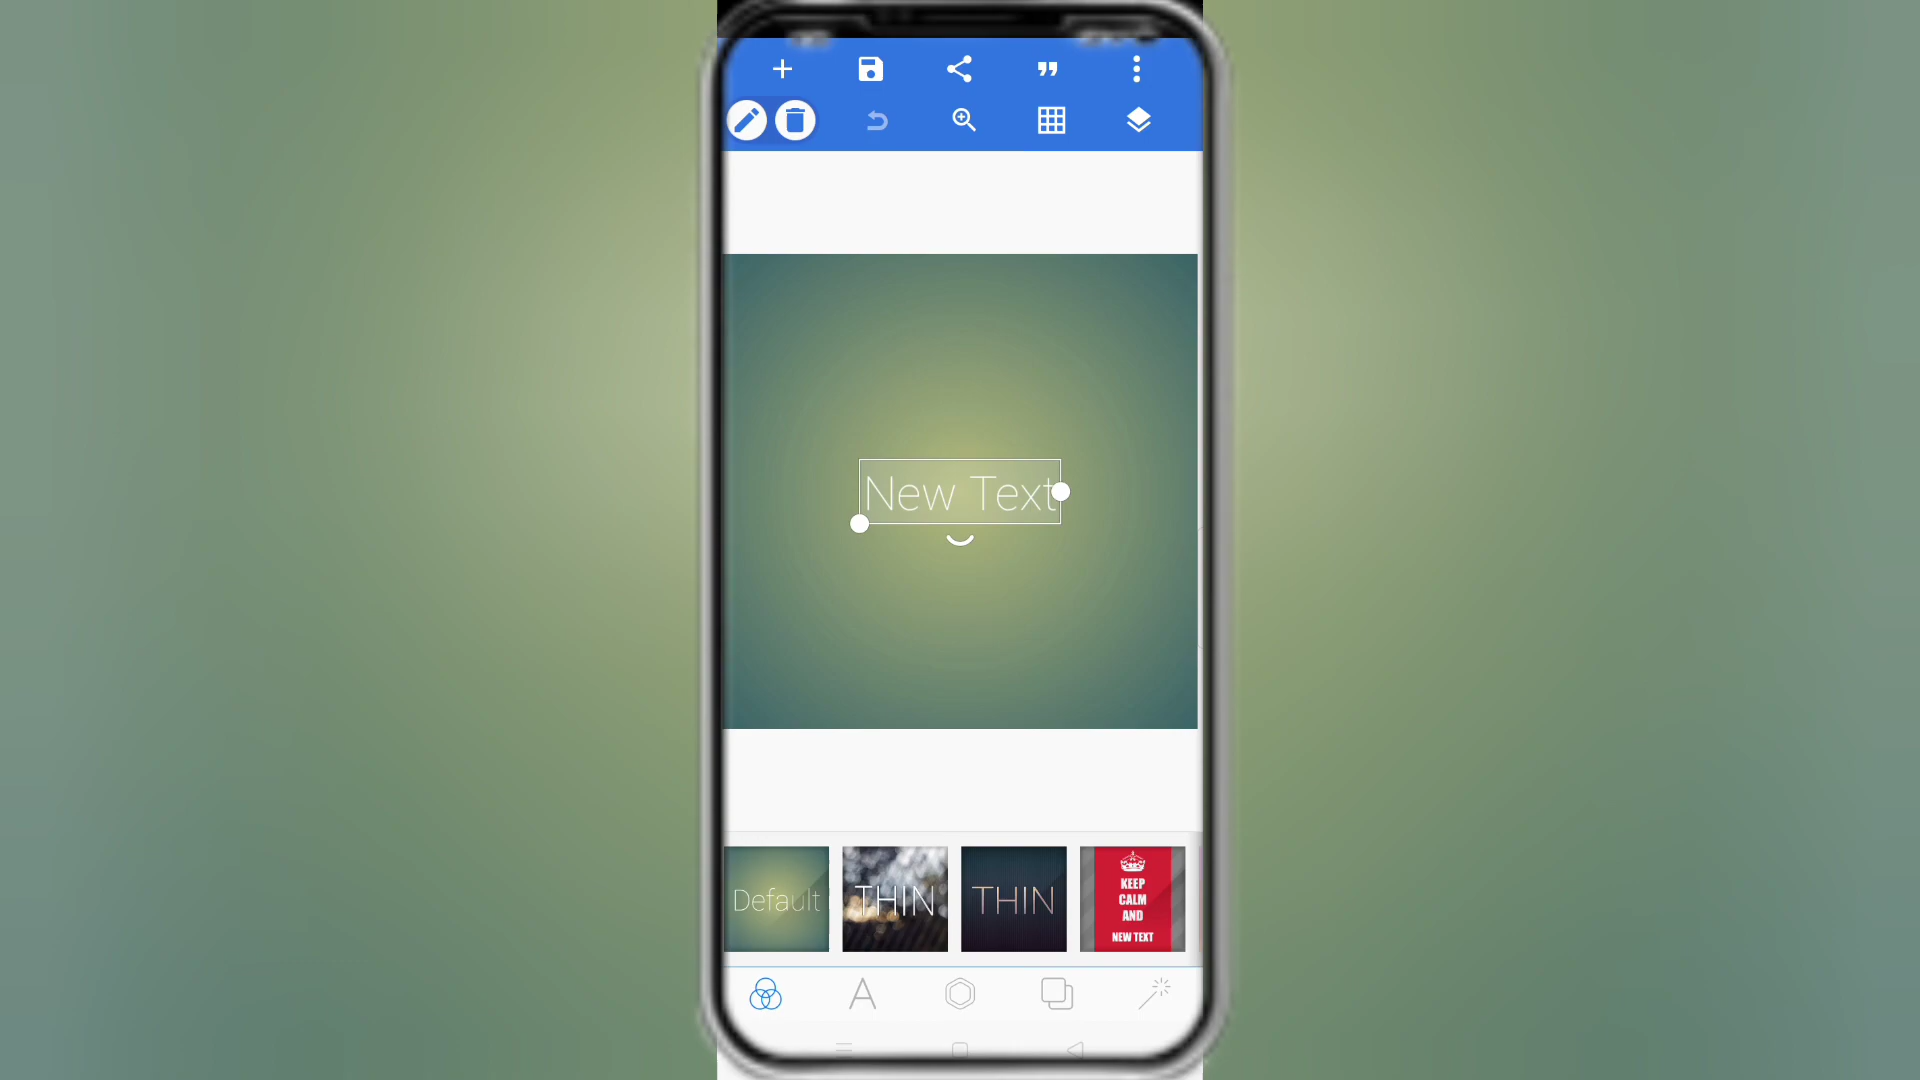 New Text
Default
THIN
THIN
KEEP
CALM
AND
NEW TEXT